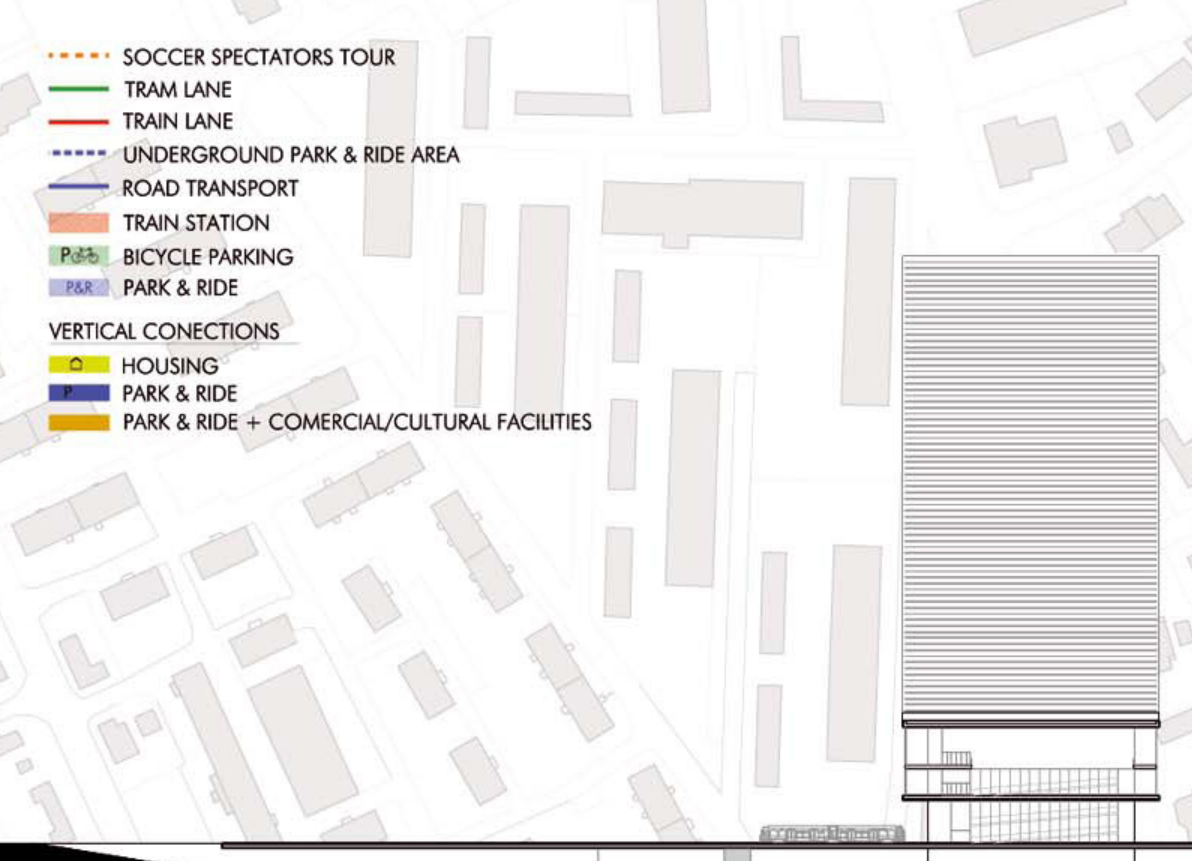 SOCCER SPECTATORS TOUR
TRAM LANE
TRAIN LANE
UNDERGROUND PARK & RIDE AREA
ROAD TRANSPORT
TRAIN STATION
P BICYCLE PARKING
P&R PARK & RIDE
VERTICAL CONECTIONS
HOUSING
P PARK & RIDE
PARK & RIDE + COMERCIAL/CULTURAL FACILITIES